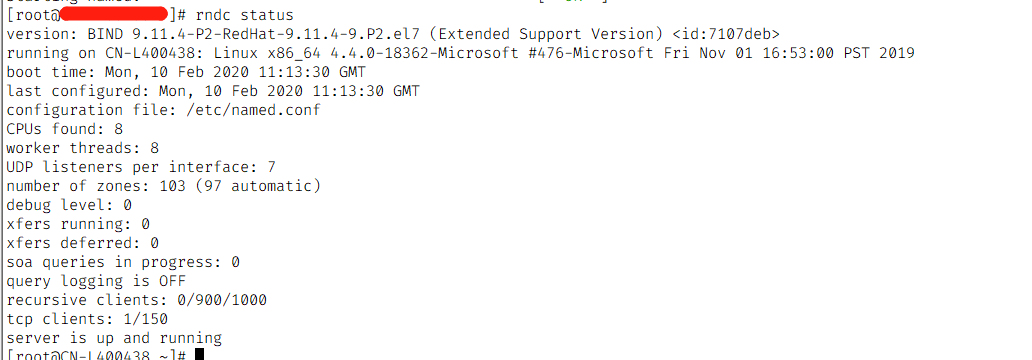 [root@ ]# rndc status
version: BIND 9.11.4-P2-RedHat-9.11.4-9.P2.el7 (Extended Support Version) <id:7107deb>
running on CN-L400438: Linux x86_64 4.4.0-18362-Microsoft #476-Microsoft Fri Nov 01 16:53:00 PST 2019
boot time: Mon, 10 Feb 2020 11:13:30 GMT
last configured: Mon, 10 Feb 2020 11:13:30 GMT
configuration file: /etc/named.conf
CPUs found: 8
worker threads: 8
UDP listeners per interface: 7
number of zones: 103 (97 automatic)
debug level: 0
xfers running: 0
xfers deferred: 0
soa queries in progress: 0
query logging is OFF
recursive clients: 0/900/1000
tcp clients: 1/150
server is up and running
[root@CN-L400438 ~]#